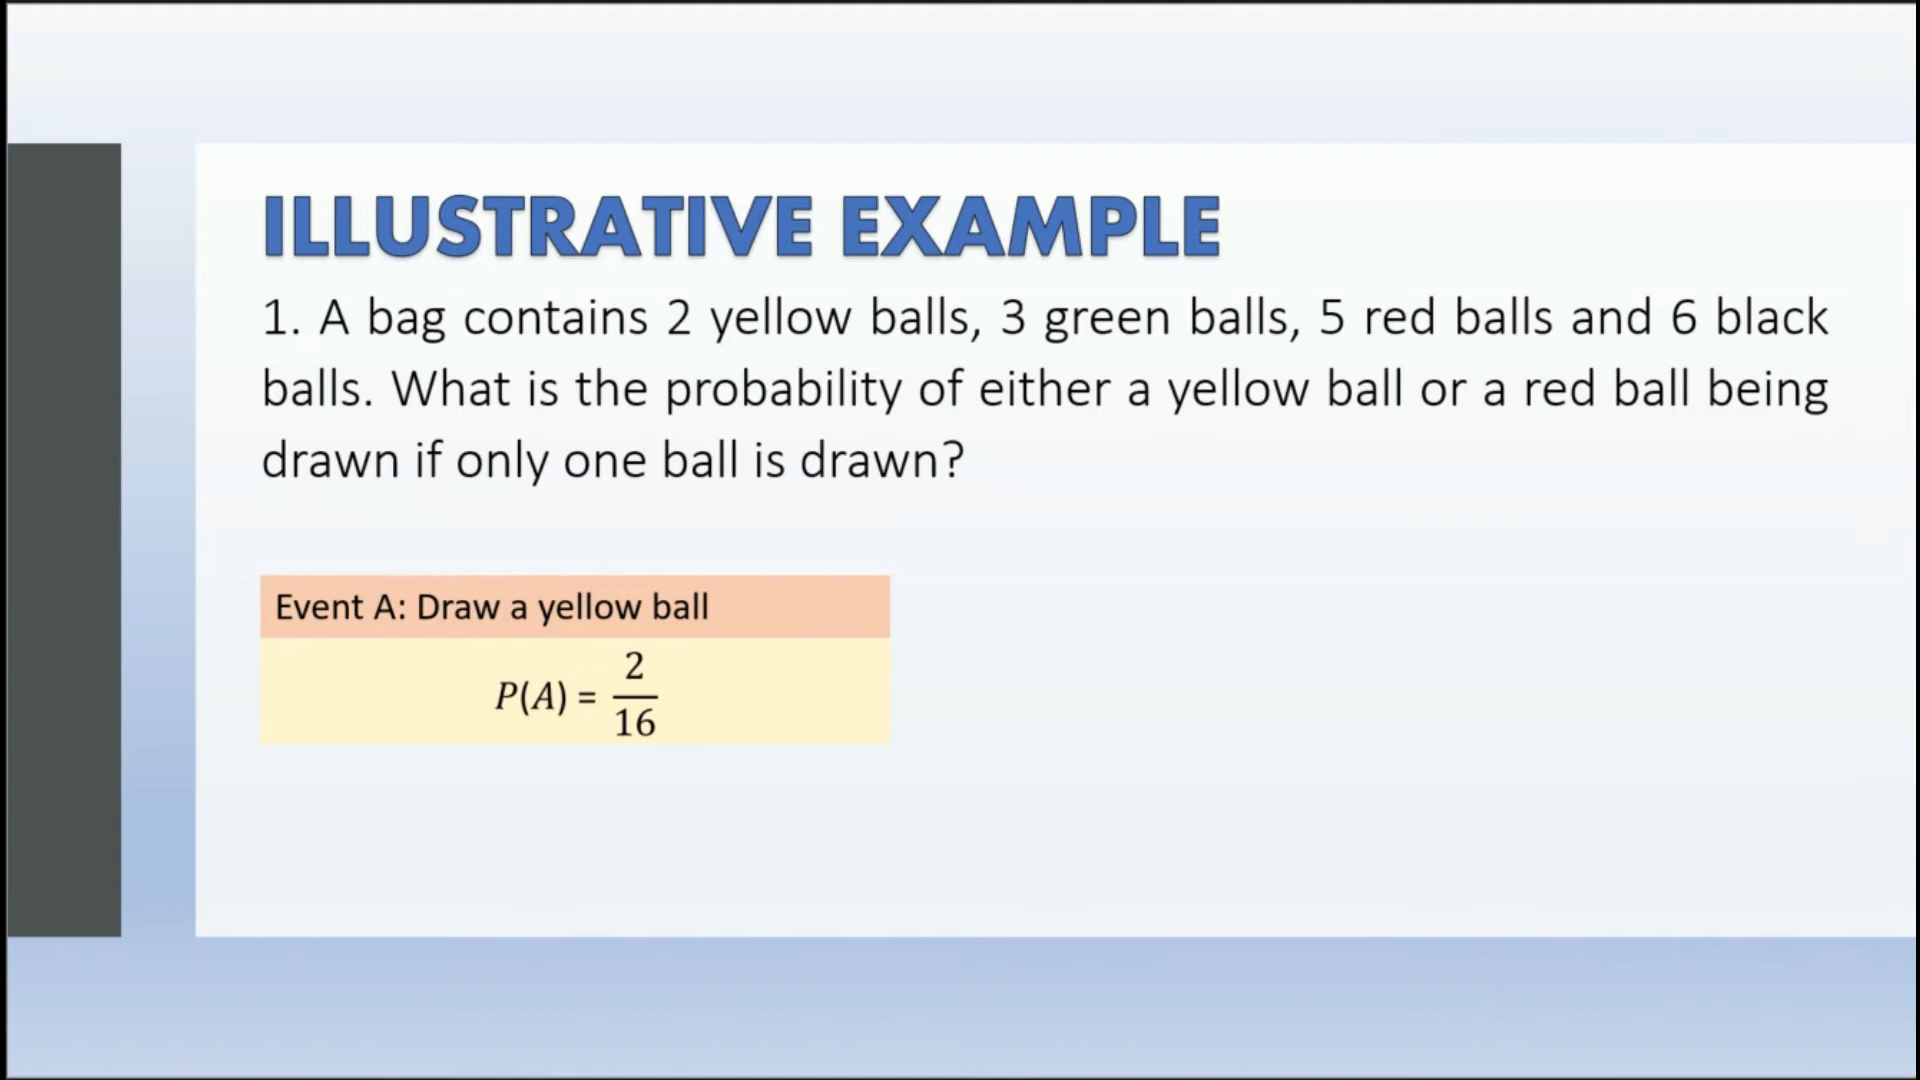 ILLUSTRATIVE EXAMPLE
1. A bag contains 2 yellow balls, 3 green balls, 5 red balls and 6 black
balls. What is the probability of either a yellow ball or a red ball being
drawn if only one ball is drawn?
Event A: Draw a yellow ball
P(A) = 2/16